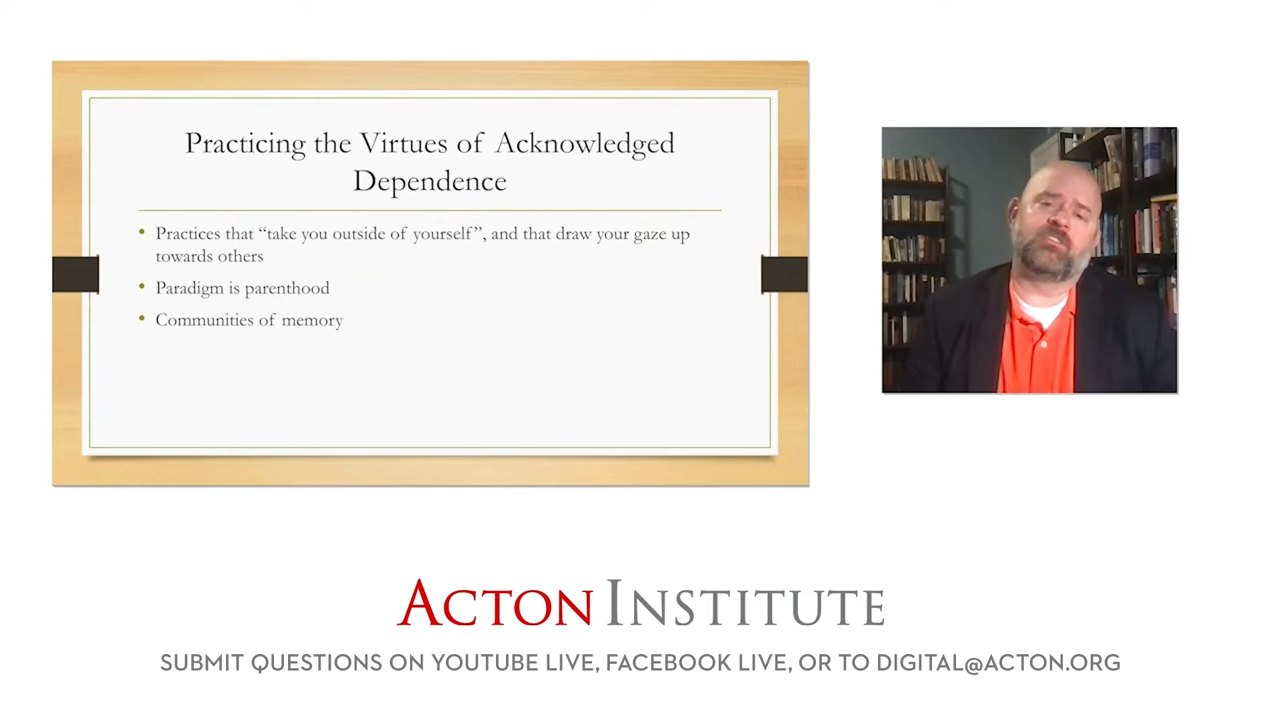 Practicing the Virtues of Acknowledged
Dependence
• Practices that “take you outside of yourself”, and that draw your gaze up
towards others
• Paradigm is parenthood
• Communities of memory
ACTON INSTITUTE
SUBMIT QUESTIONS ON YOUTUBE LIVE, FACEBOOK LIVE, OR TO DIGITAL@ACTON.ORG